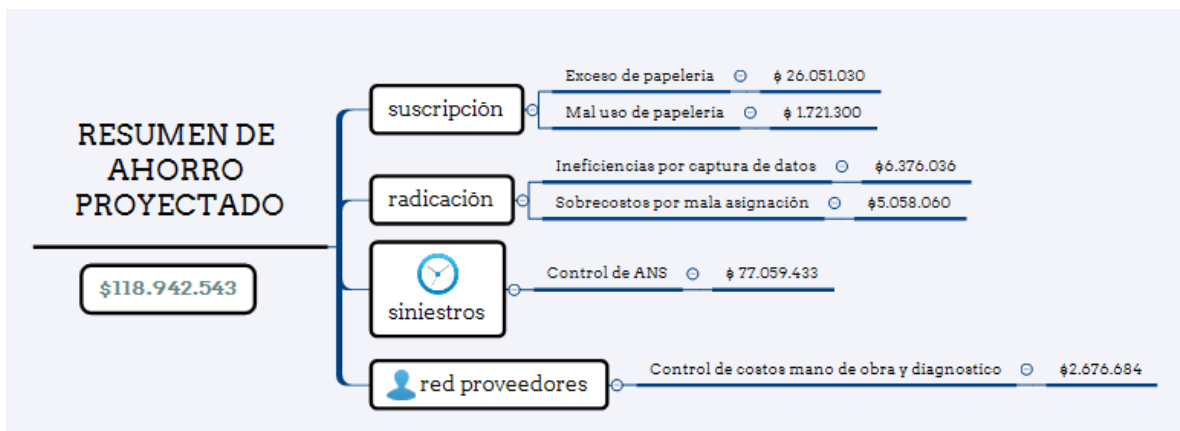 RESUMEN DE
AHORRO
PROYECTADO
$118.942.543
suscripción
Exceso de papeleria
$ 26.051.030
Mal uso de papeleria
$ 1.721.300
radicación
Ineficiencias por captura de datos
$6.376.036
Sobrecostos por mala asignación
$5.058.060
siniestros
Control de ANS
$ 77.059.433
red proveedores
Control de costos mano de obra y diagnostico
$2.676.684